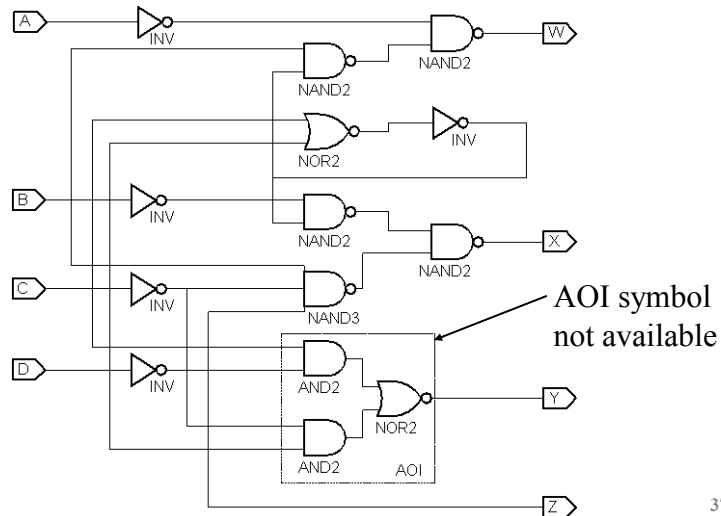 A
INV
NAND2
NAND2
W
NOR2
INV
B
INV
NAND2
NAND2
X
C
INV
NAND3
AOI symbol
not available
D
INV
AND2
NOR2
Y
AND2
AOI
Z